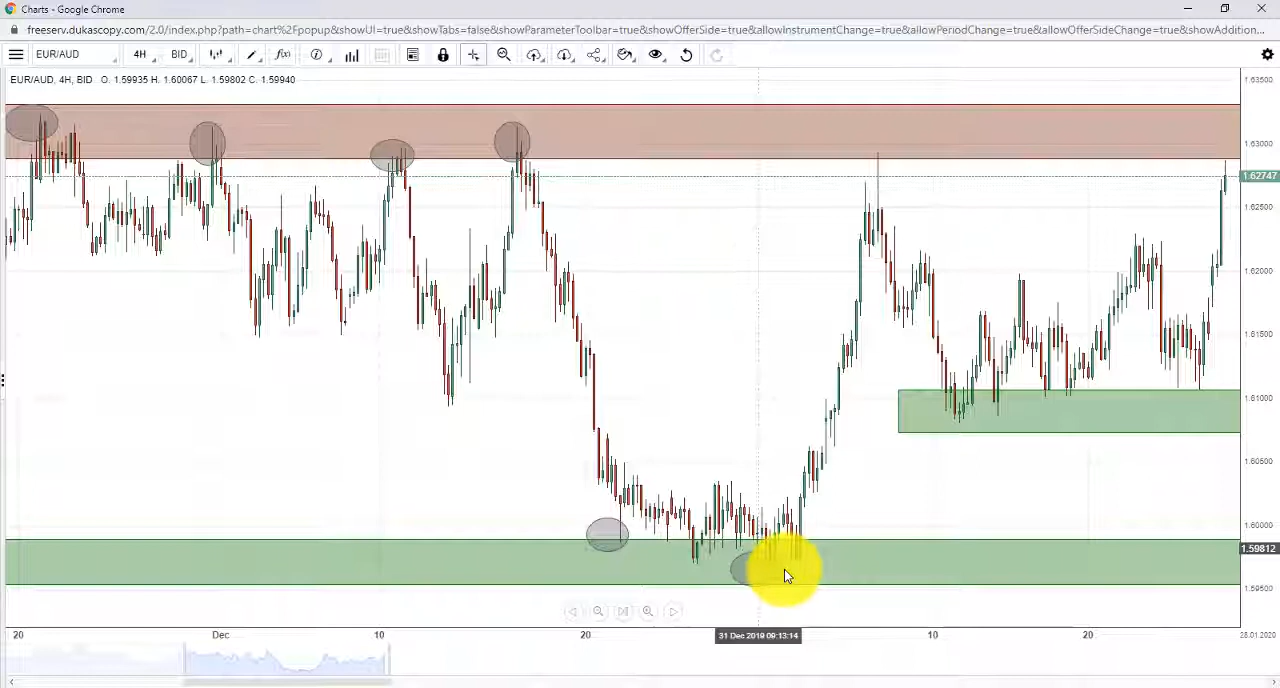 Charts - Google Chrome
freeserv.dukascopy.com/2.0/index.php?path=chart%2Fpopup&showUI=true&showTabs=false&showParameterToolbar=true&showOfferSide=true&allowInstrumentChange=true&allowPeriodChange=true&allowOfferSideChange=true&showAddition...
EUR/AUD 4H BID
EUR/AUD, 4H, BID O. 1.59935 H. 1.60067 L. 1.59802 C. 1.59940
1.63500
1.63000
1.62747
1.62500
1.62000
1.61500
1.61000
1.60500
1.60000
1.59812
1.59500
20 Dec 10 20 31 Dec 2019 09:13:14 10 20 28.01.2020